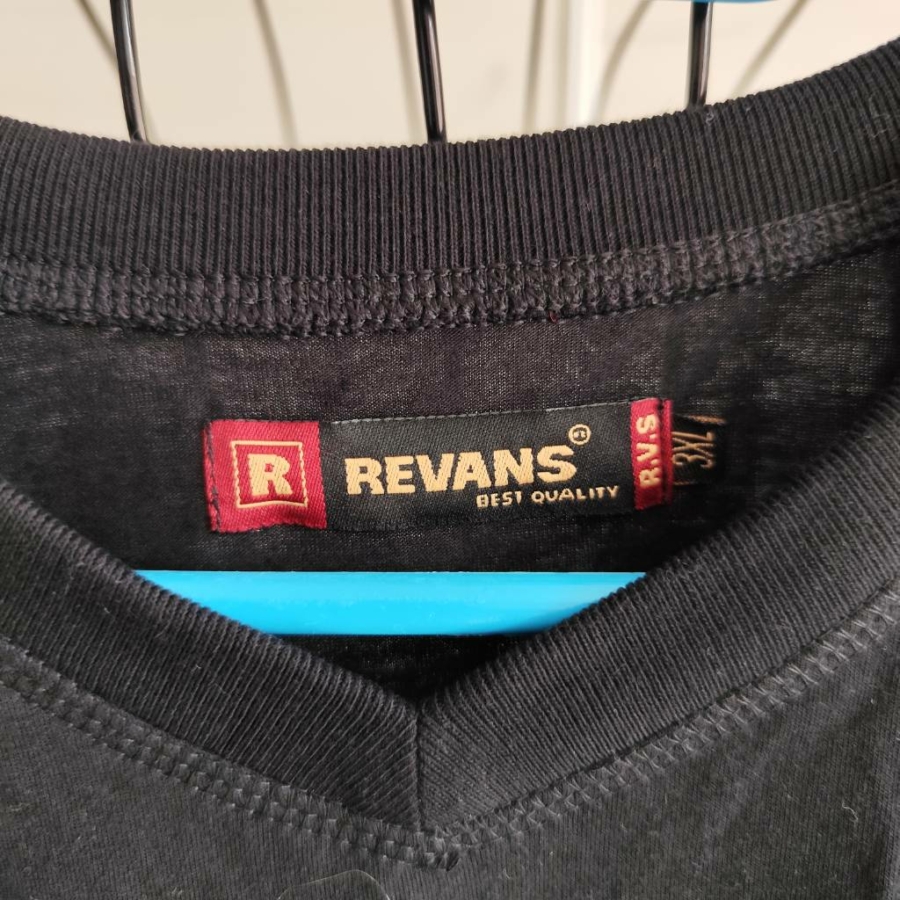 R
REVANS®
BEST QUALITY
R.V.S
3XL